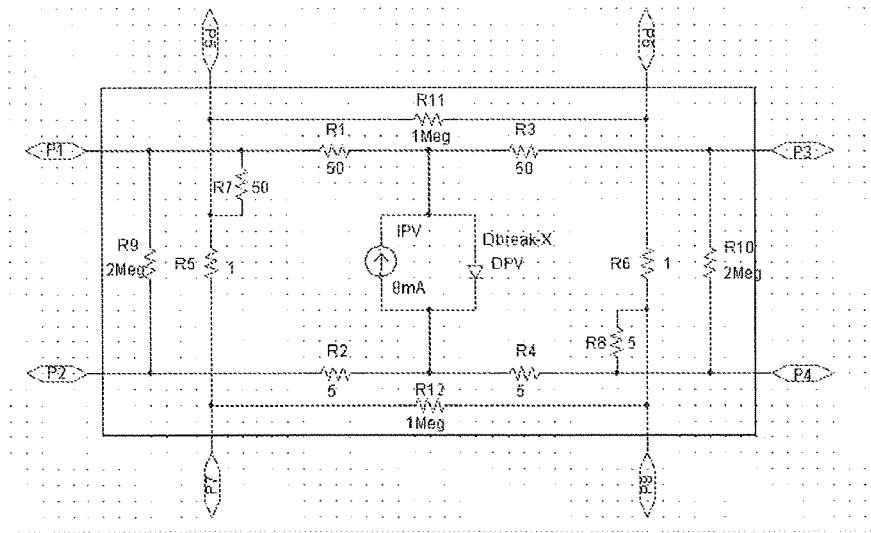 P5
P6
R11
1Meg
P1
R1
50
R3
50
P3
R7
50
IPV
Dbreak-X
DPV
R9
2Meg
R5
1
8mA
R6
1
R10
2Meg
R2
5
R4
5
R8
5
P2
P4
R12
1Meg
P7
P8